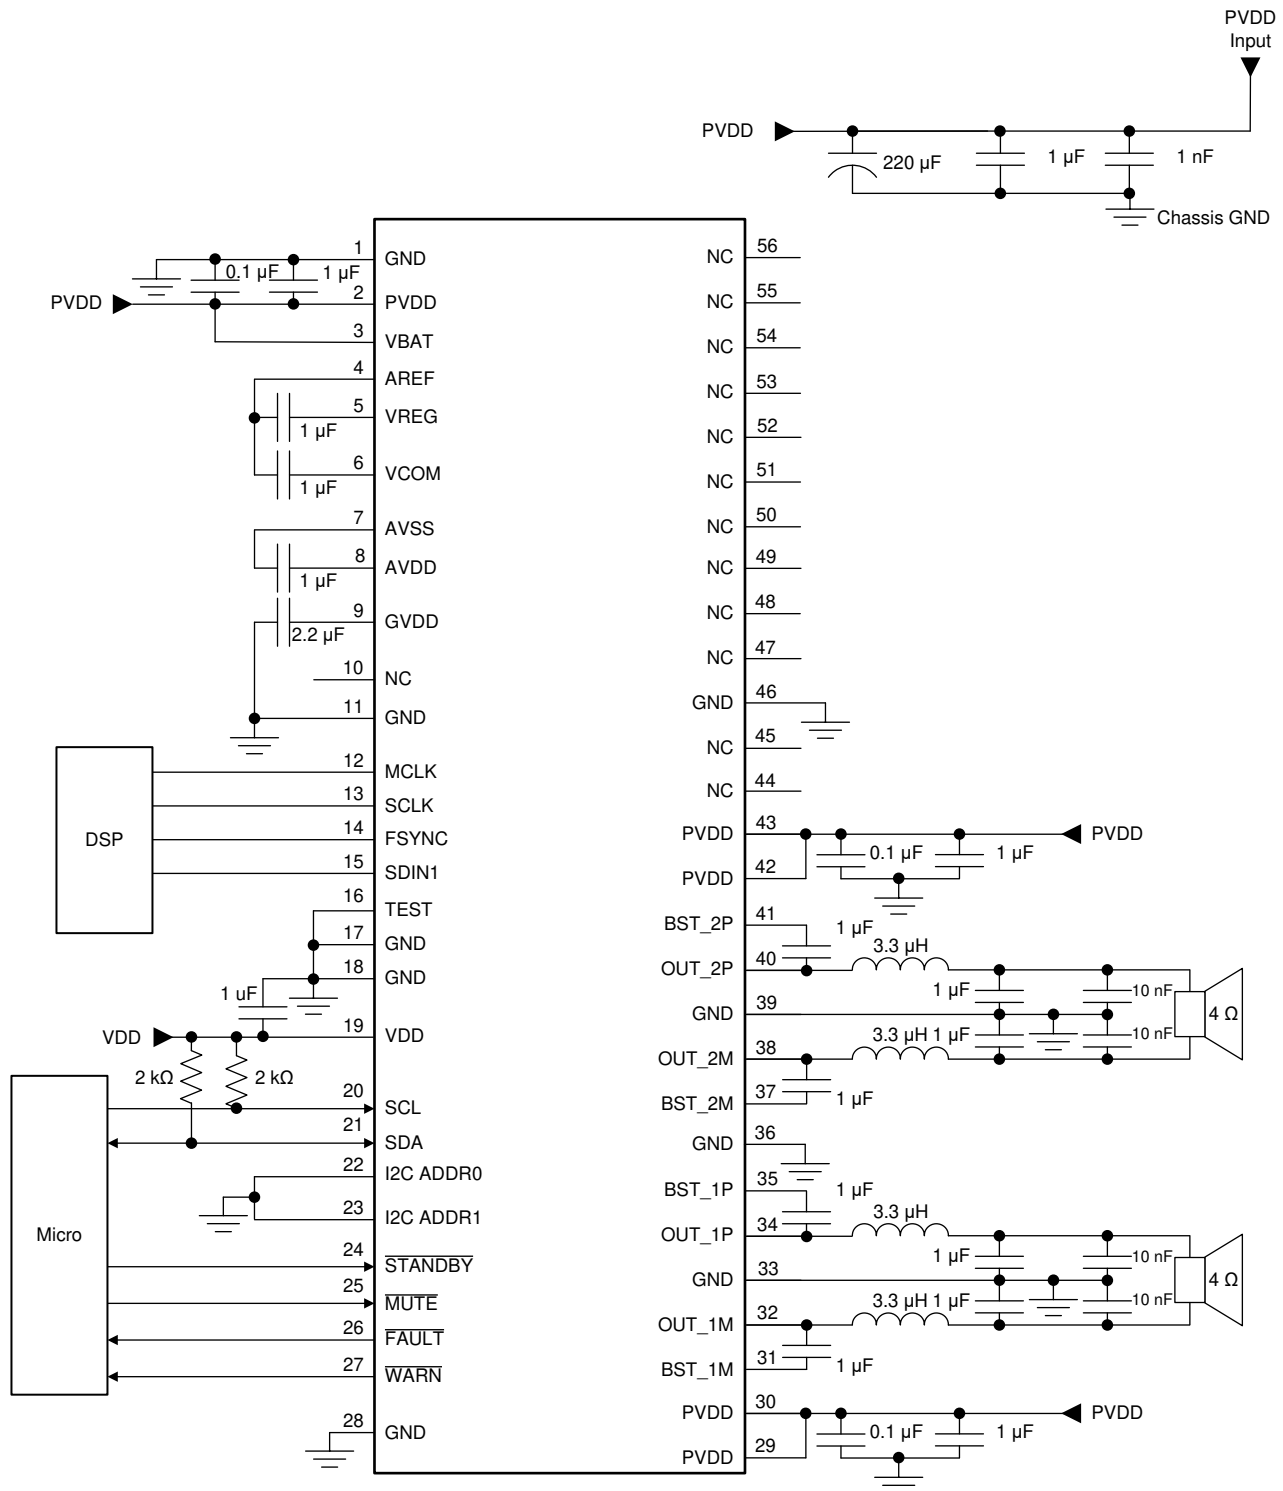 PVDD
Input
PVDD
220 µF
1 µF
1 nF
Chassis GND
1
GND
0.1 µF
1 µF
PVDD
2
PVDD
3
VBAT
4
AREF
5
VREG
1 µF
6
VCOM
1 µF
7
AVSS
8
AVDD
1 µF
9
GVDD
2.2 µF
10
NC
11
GND
DSP
12
MCLK
13
SCLK
14
FSYNC
15
SDIN1
16
TEST
17
GND
18
GND
1 uF
VDD
19
VDD
2 kΩ
2 kΩ
Micro
20
SCL
21
SDA
22
I2C ADDR0
23
I2C ADDR1
24
STANDBY
25
MUTE
26
FAULT
27
WARN
28
GND
NC
56
NC
55
NC
54
NC
53
NC
52
NC
51
NC
50
NC
49
NC
48
NC
47
GND
46
NC
45
NC
44
PVDD
43
PVDD
0.1 µF
1 µF
PVDD
42
BST_2P
41
1 µF
OUT_2P
40
3.3 µH
1 µF
10 nF
GND
39
4 Ω
OUT_2M
38
3.3 µH
1 µF
10 nF
BST_2M
37
1 µF
GND
36
BST_1P
35
1 µF
OUT_1P
34
3.3 µH
1 µF
10 nF
GND
33
4 Ω
OUT_1M
32
3.3 µH
1 µF
10 nF
BST_1M
31
1 µF
PVDD
30
PVDD
0.1 µF
1 µF
PVDD
29